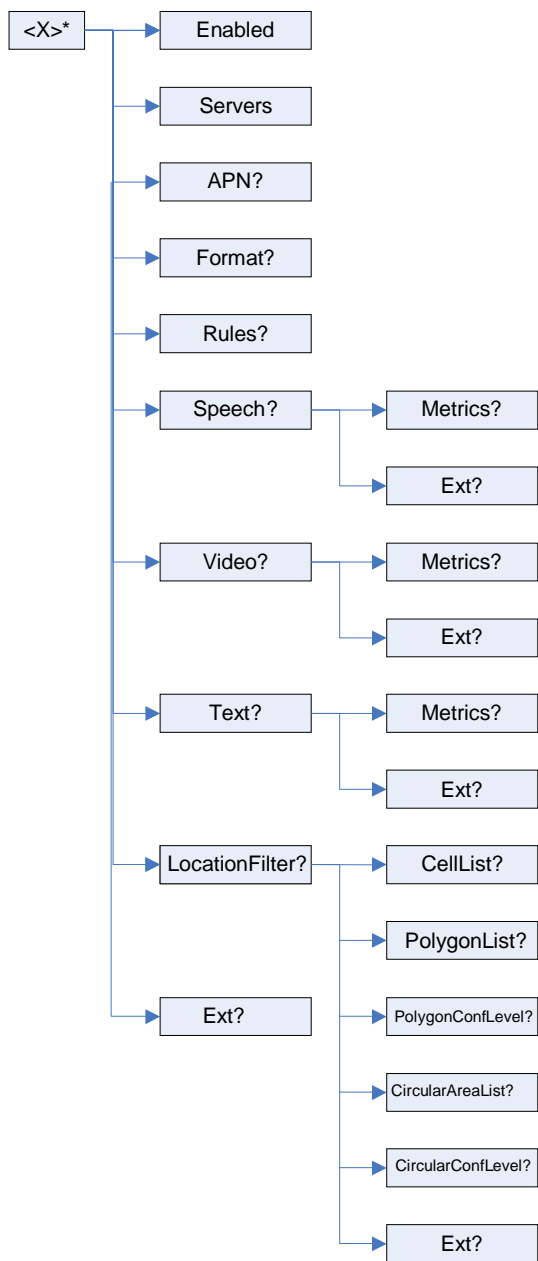 <X>*
Enabled
Servers
APN?
Format?
Rules?
Speech?
Metrics?
Ext?
Video?
Metrics?
Ext?
Text?
Metrics?
Ext?
LocationFilter?
CellList?
PolygonList?
PolygonConfLevel?
Ext?
CircularAreaList?
CircularConfLevel?
Ext?